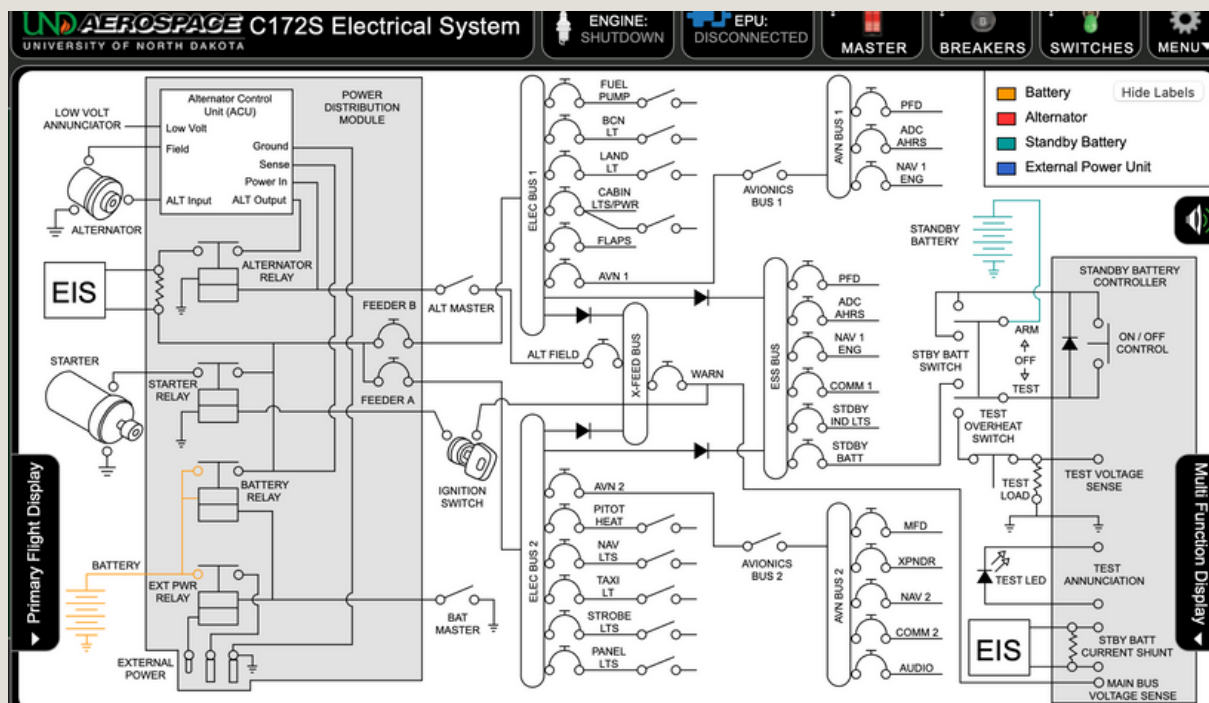 UND AEROSPACE
UNIVERSITY OF NORTH DAKOTA
C172S Electrical System
ENGINE:
SHUTDOWN
EPU:
DISCONNECTED
MASTER
B
BREAKERS
SWITCHES
MENU▼
Alternator Control
Unit (ACU)
Low Volt
Field
Ground
Sense
Power In
ALT Input
ALT Output
POWER
DISTRIBUTION
MODULE
LOW VOLT
ANNUNCIATOR
ALTERNATOR
ALTERNATOR
RELAY
EIS
STARTER
STARTER
RELAY
BATTERY
RELAY
BATTERY
EXT PWR
RELAY
EXTERNAL
POWER
FEEDER B
FEEDER A
ALT MASTER
IGNITION
SWITCH
BAT
MASTER
ELEC BUS 1
FUEL
PUMP
BCN
LT
LAND
LT
CABIN
LTS/PWR
FLAPS
AVN 1
ALT FIELD
X-FEED BUS
WARN
ELEC BUS 2
AVN 2
PITOT
HEAT
NAV
LTS
TAXI
LT
STROBE
LTS
PANEL
LTS
AVIONICS
BUS 1
AVN BUS 1
PFD
ADC
AHRS
NAV 1
ENG
ESS BUS
PFD
ADC
AHRS
NAV 1
ENG
COMM 1
STDBY
IND LTS
STDBY
BATT
AVIONICS
BUS 2
AVN BUS 2
MFD
XPNDR
NAV 2
COMM 2
AUDIO
Battery
Alternator
Standby Battery
External Power Unit
Hide Labels
STANDBY
BATTERY
STANDBY BATTERY
CONTROLLER
ARM
OFF
TEST
STBY BATT
SWITCH
ON / OFF
CONTROL
TEST
OVERHEAT
SWITCH
TEST
LOAD
TEST VOLTAGE
SENSE
TEST LED
TEST
ANNUNCIATION
EIS
STBY BATT
CURRENT SHUNT
MAIN BUS
VOLTAGE SENSE
▼ Primary Flight Display
Multi Function Display ▼